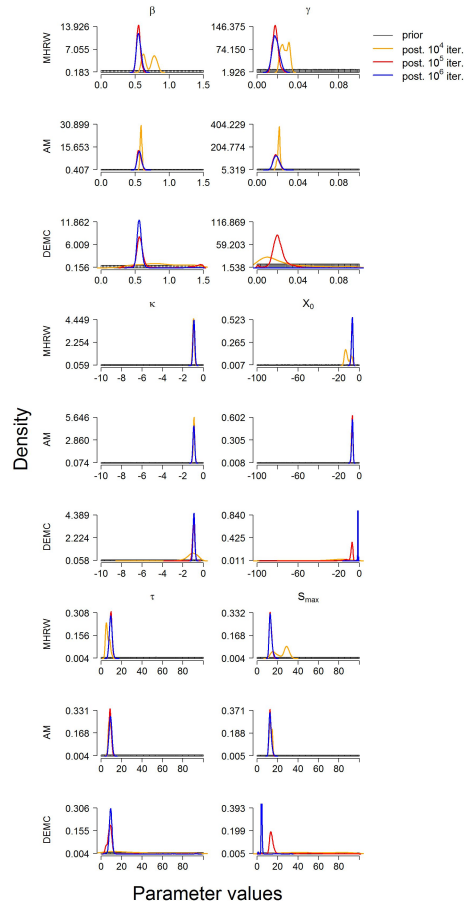 β γ
prior
post. 10⁴ iter.
post. 10⁵ iter.
post. 10⁶ iter.
MHRW
13.926
7.055
0.183
0.0 0.5 1.0 1.5
146.375
74.150
1.926
0.00 0.04 0.08
AM
30.899
15.653
0.407
0.0 0.5 1.0 1.5
404.229
204.774
5.319
0.00 0.04 0.08
DEMC
11.862
6.009
0.156
0.0 0.5 1.0 1.5
116.869
59.203
1.538
0.00 0.04 0.08
κ X₀
MHRW
4.449
2.254
0.059
-10 -8 -6 -4 -2 0
0.523
0.265
0.007
-100 -60 -40 -20 0
AM
5.646
2.860
0.074
-10 -8 -6 -4 -2 0
0.602
0.305
0.008
-100 -60 -40 -20 0
DEMC
4.389
2.224
0.058
-10 -8 -6 -4 -2 0
0.840
0.425
0.011
-100 -60 -40 -20 0
τ Sₘₐₓ
MHRW
0.308
0.156
0.004
0 20 40 60 80
0.332
0.168
0.004
0 20 40 60 80
AM
0.331
0.168
0.004
0 20 40 60 80
0.371
0.188
0.005
0 20 40 60 80
DEMC
0.306
0.155
0.004
0 20 40 60 80
0.393
0.199
0.005
0 20 40 60 80
Density
Parameter values